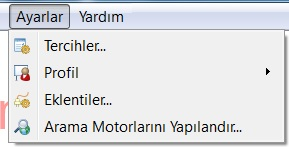 Ayarlar Yardım
Tercihler...
Profil
Eklentiler...
Arama Motorlarını Yapılandır...